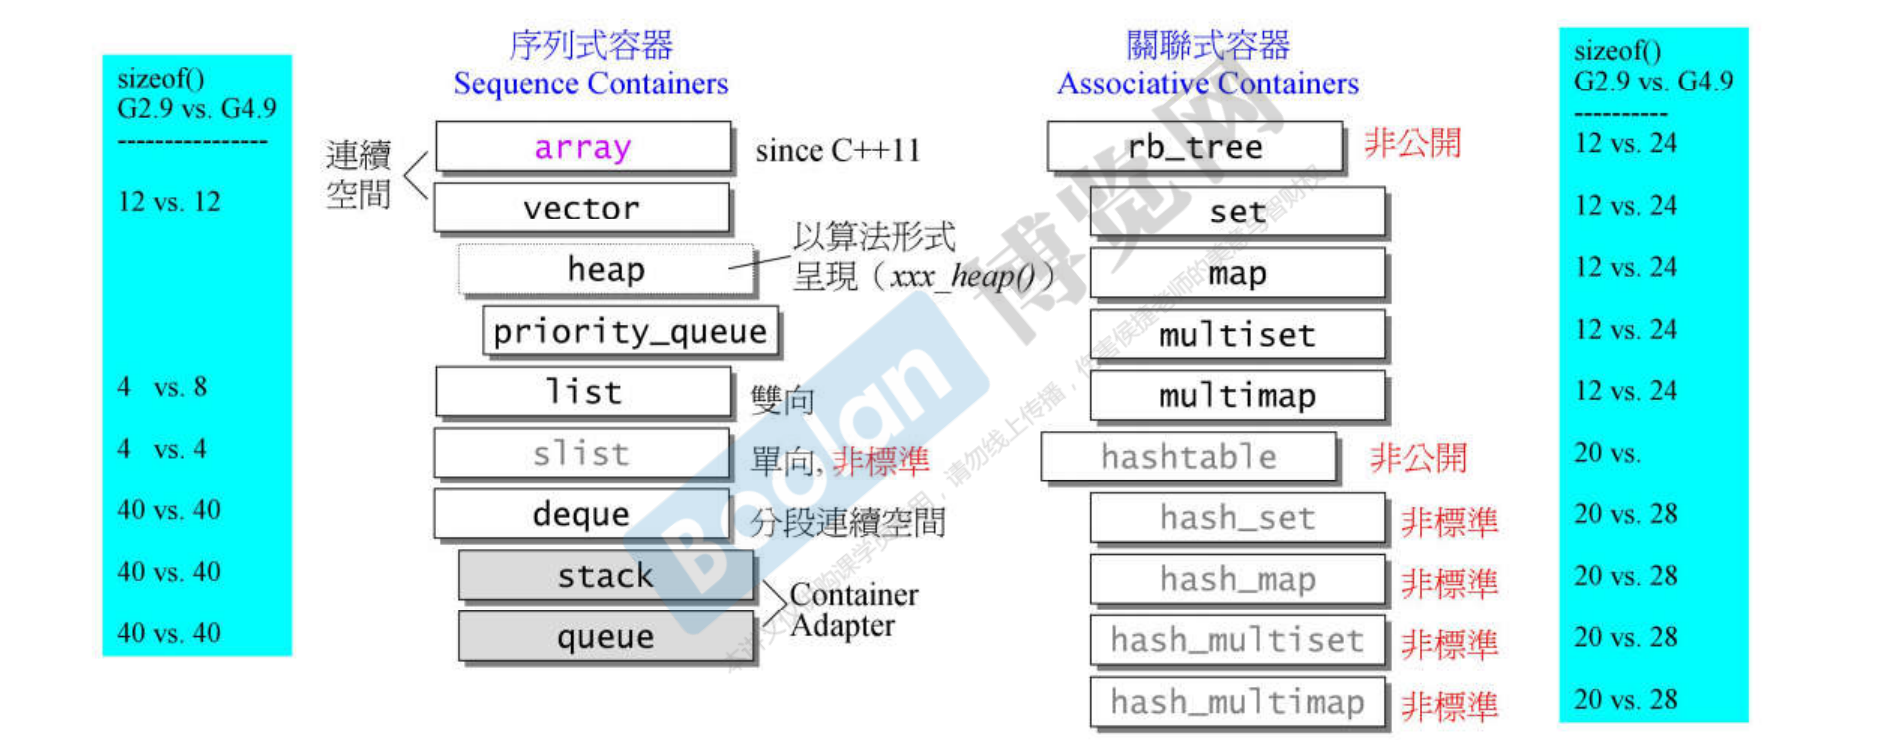 sizeof()
G2.9 vs. G4.9
----------------
12 vs. 12
4 vs. 8
4 vs. 4
40 vs. 40
40 vs. 40
40 vs. 40
序列式容器
Sequence Containers
連續
空間
array
since C++11
vector
heap
以算法形式
呈現（xxx_heap()）
priority_queue
list
雙向
slist
單向, 非標準
deque
分段連續空間
stack
queue
Container
Adapter
關聯式容器
Associative Containers
rb_tree
非公開
set
map
multiset
multimap
hashtable
非公開
hash_set
非標準
hash_map
非標準
hash_multiset
非標準
hash_multimap
非標準
sizeof()
G2.9 vs. G4.9
----------
12 vs. 24
12 vs. 24
12 vs. 24
12 vs. 24
12 vs. 24
20 vs.
20 vs. 28
20 vs. 28
20 vs. 28
20 vs. 28
Boolan
博览网